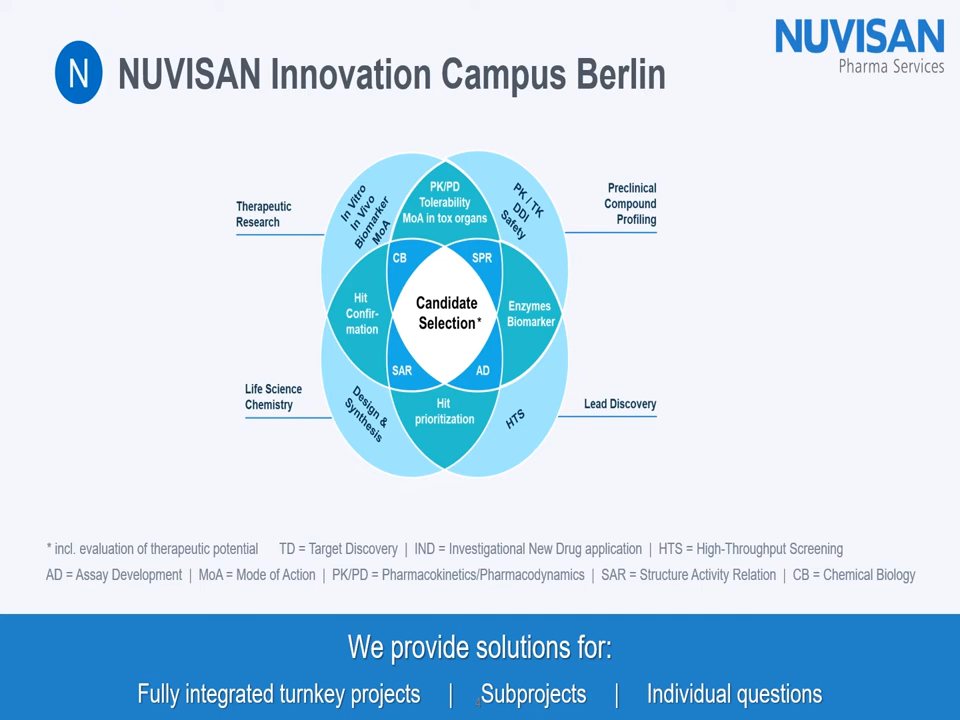 NUVISAN
Pharma Services
N NUVISAN Innovation Campus Berlin
Therapeutic
Research
Preclinical
Compound
Profiling
In Vitro
In Vivo
Biomarker
MoA
PK/PD
Tolerability
MoA in tox organs
PK / TK
DDI
Safety
CB
SPR
Hit
Confir-
mation
Candidate
Selection*
Enzymes
Biomarker
SAR
AD
Life Science
Chemistry
Design &
Synthesis
Hit
prioritization
HTS
Lead Discovery
* incl. evaluation of therapeutic potential TD = Target Discovery | IND = Investigational New Drug application | HTS = High-Throughput Screening
AD = Assay Development | MoA = Mode of Action | PK/PD = Pharmacokinetics/Pharmacodynamics | SAR = Structure Activity Relation | CB = Chemical Biology
We provide solutions for:
Fully integrated turnkey projects | Subprojects | Individual questions
4